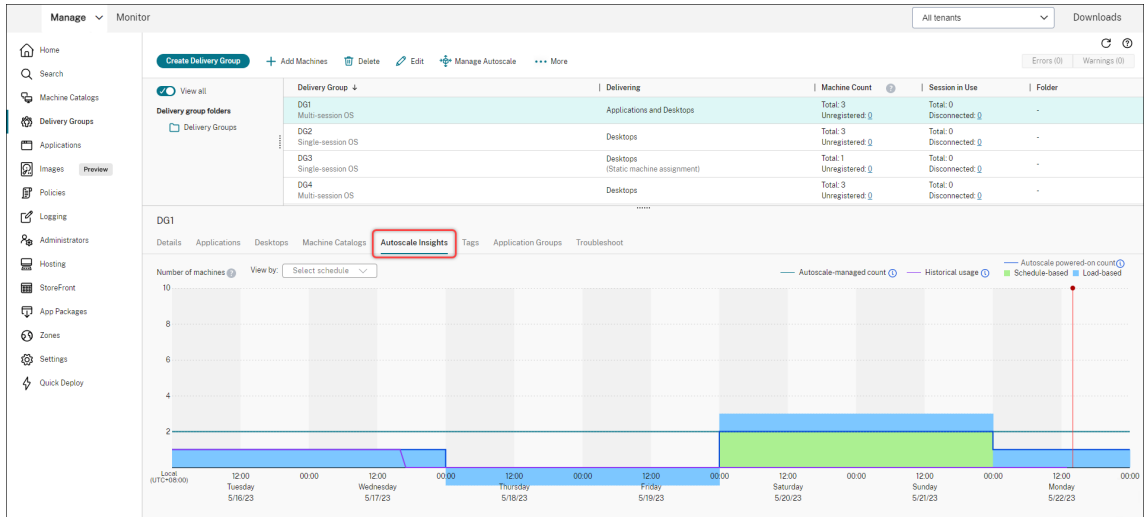 Manage Monitor All tenants Downloads
Home
Search
Machine Catalogs
Delivery Groups
Applications
Images Preview
Policies
Logging
Administrators
Hosting
StoreFront
App Packages
Zones
Settings
Quick Deploy
Create Delivery Group Add Machines Delete Edit Manage Autoscale More Errors (0) Warnings (0)
View all
Delivery group folders
Delivery Groups
Delivery Group ↓ Delivering Machine Count Session in Use Folder
DG1 Applications and Desktops Total: 3 Total: 0 -
Multi-session OS Unregistered: 0 Disconnected: 0
DG2 Desktops Total: 3 Total: 0 -
Single-session OS Unregistered: 0 Disconnected: 0
DG3 Desktops Total: 1 Total: 0 -
Single-session OS (Static machine assignment) Unregistered: 0 Disconnected: 0
DG4 Desktops Total: 3 Total: 0 -
Multi-session OS Unregistered: 0 Disconnected: 0
DG1
Details Applications Desktops Machine Catalogs Autoscale Insights Tags Application Groups Troubleshoot
Number of machines View by: Select schedule
Autoscale-managed count Historical usage Autoscale powered-on count
Schedule-based Load-based
10
8
6
4
2
Local 12:00 00:00 12:00 00:00 12:00 00:00 12:00 00:00 12:00 00:00 12:00 00:00 12:00 00:00
(UTC+08:00) Tuesday Wednesday Thursday Friday Saturday Sunday Monday
5/16/23 5/17/23 5/18/23 5/19/23 5/20/23 5/21/23 5/22/23